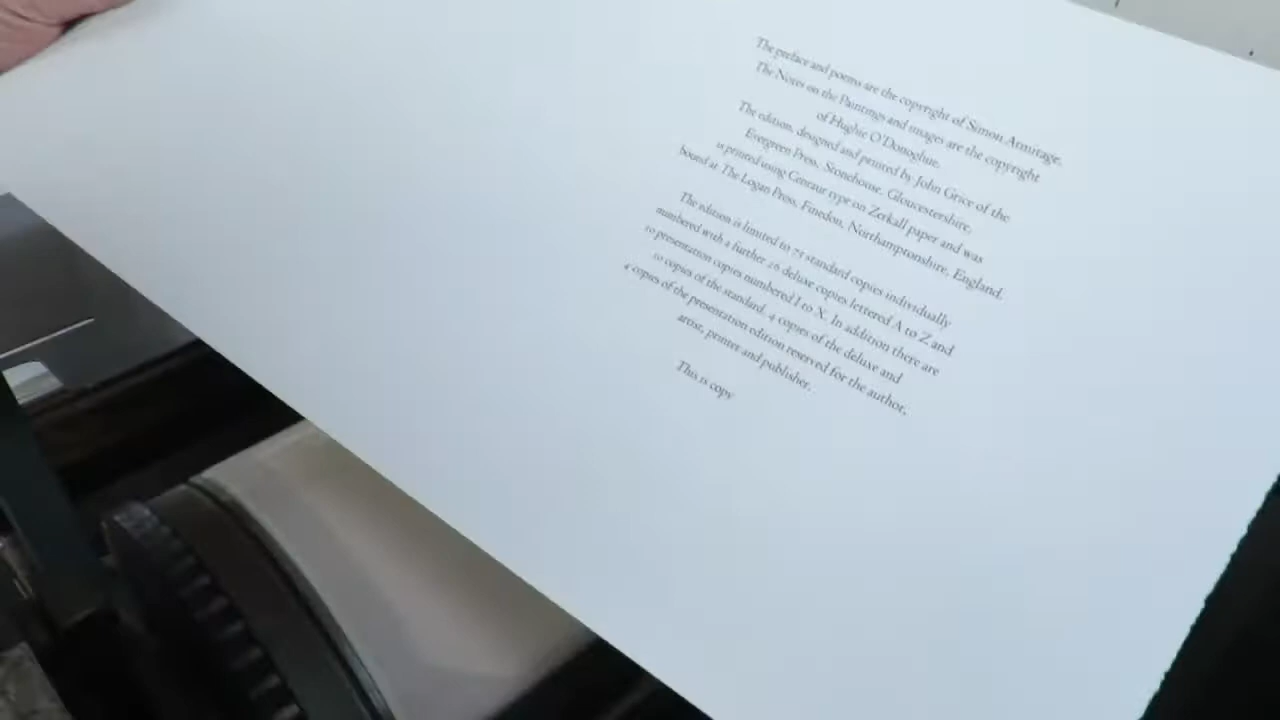 The preface and poems are the copyright of Simon Armitage.
The Notes on the Paintings and images are the copyright
of Hughie O'Donoghue.
The edition, designed and printed by John Grice of the
Evergreen Press, Stonehouse, Gloucestershire,
is printed using Centaur type on Zerkall paper and was
bound at The Logan Press, Finedon, Northamptonshire, England.
The edition is limited to 75 standard copies individually
numbered with a further 26 deluxe copies lettered A to Z and
10 presentation copies numbered I to X. In addition there are
10 copies of the standard, 4 copies of the deluxe and
4 copies of the presentation edition reserved for the author,
artist, printer and publisher.
This is copy